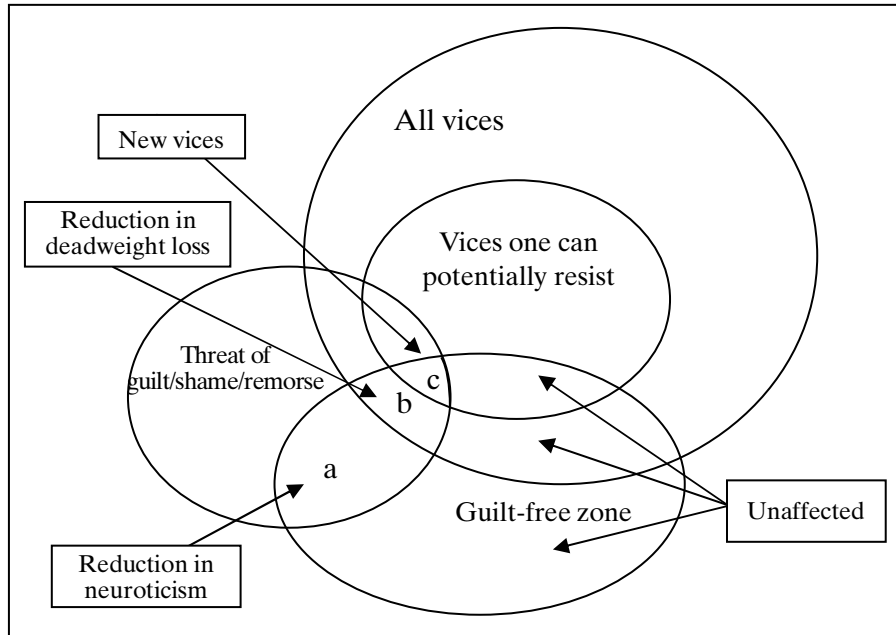 All vices
New vices
Reduction in
deadweight loss
Vices one can
potentially resist
Threat of
guilt/shame/remorse
c
b
a
Guilt-free zone
Unaffected
Reduction in
neuroticism